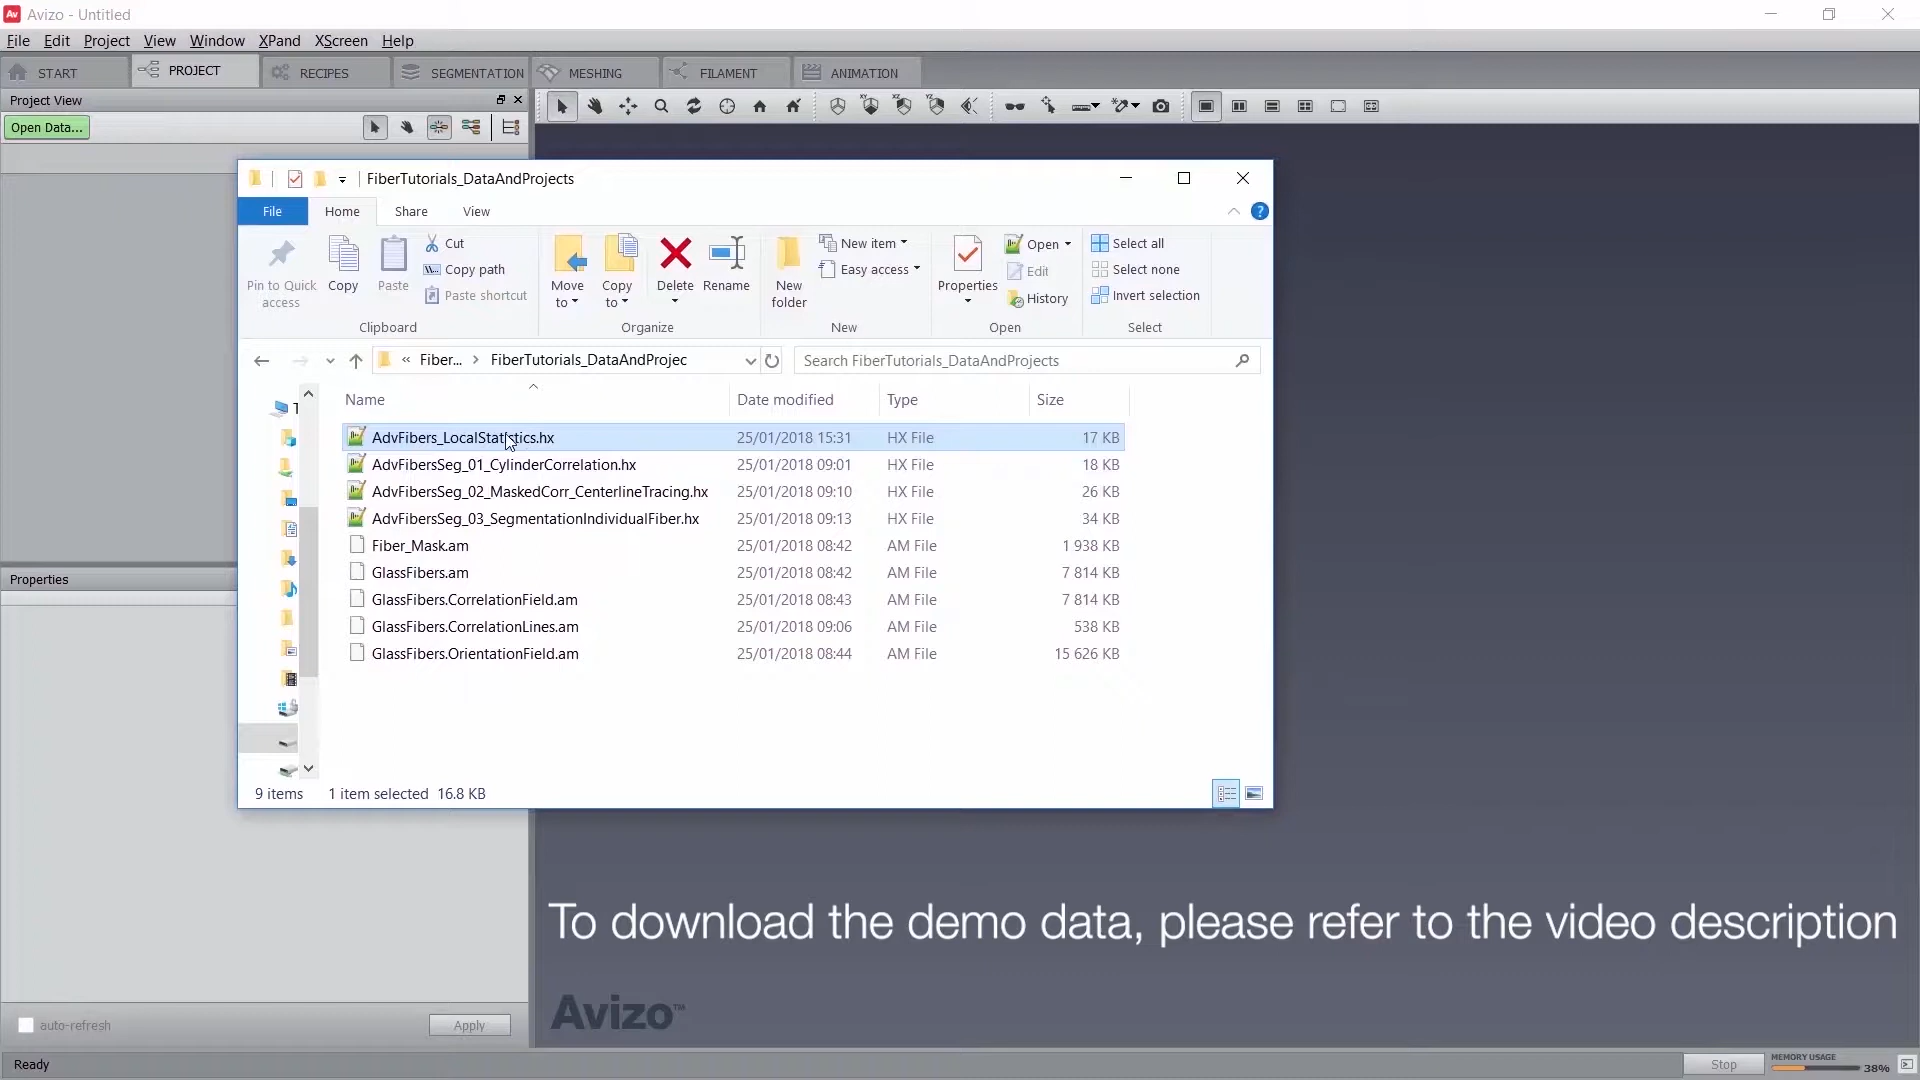 Av Avizo - Untitled
File Edit Project View Window XPand XScreen Help
START PROJECT RECIPES SEGMENTATION MESHING FILAMENT ANIMATION
Project View
Open Data...
FiberTutorials_DataAndProjects
File Home Share View
Pin to Quick access
Copy
Paste
Cut
Copy path
Paste shortcut
Clipboard
Move to
Copy to
Delete
Rename
Organize
New folder
New item
Easy access
New
Properties
Open
Edit
History
Open
Select all
Select none
Invert selection
Select
« Fiber... > FiberTutorials_DataAndProjec
Search FiberTutorials_DataAndProjects
Name Date modified Type Size
AdvFibers_LocalStatistics.hx 25/01/2018 15:31 HX File 17 KB
AdvFibersSeg_01_CylinderCorrelation.hx 25/01/2018 09:01 HX File 18 KB
AdvFibersSeg_02_MaskedCorr_CenterlineTracing.hx 25/01/2018 09:10 HX File 26 KB
AdvFibersSeg_03_SegmentationIndividualFiber.hx 25/01/2018 09:13 HX File 34 KB
Fiber_Mask.am 25/01/2018 08:42 AM File 1 938 KB
GlassFibers.am 25/01/2018 08:42 AM File 7 814 KB
GlassFibers.CorrelationField.am 25/01/2018 08:43 AM File 7 814 KB
GlassFibers.CorrelationLines.am 25/01/2018 09:06 AM File 538 KB
GlassFibers.OrientationField.am 25/01/2018 08:44 AM File 15 626 KB
9 items 1 item selected 16.8 KB
Properties
To download the demo data, please refer to the video description
Avizo™
auto-refresh Apply
Ready Stop MEMORY USAGE 38%